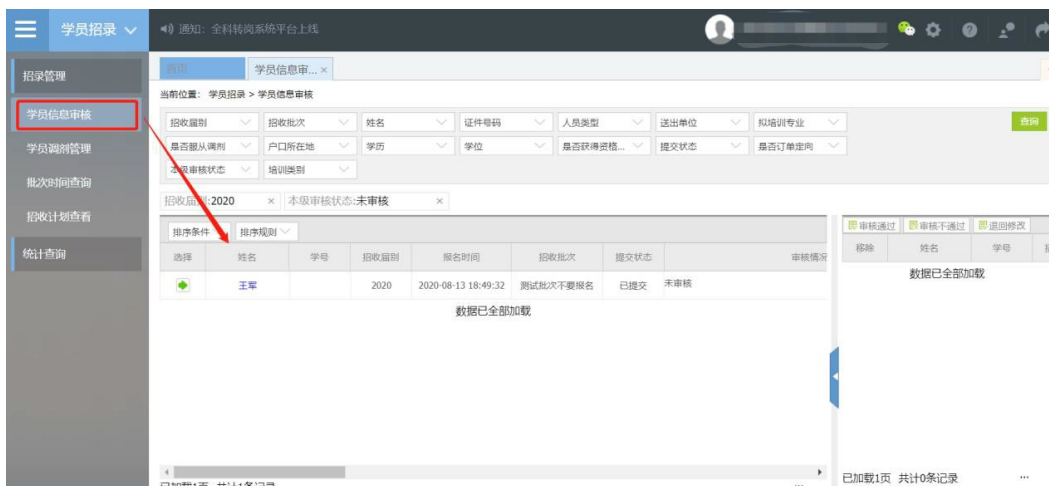 学员招录
通知：全科转岗系统平台上线
招录管理
学员信息审核
学员调剂管理
批次时间查询
招收计划查看
统计查询
首页 学员信息审... ×
当前位置： 学员招录 > 学员信息审核
招收届别 招收批次 姓名 证件号码 人员类型 送出单位 拟培训专业 查询
是否服从调剂 户口所在地 学历 学位 是否获得资格... 提交状态 是否订单定向
本级审核状态 培训类别
招收届别:2020 × 本级审核状态:未审核 ×
排序条件 排序规则
选择 姓名 学号 招收届别 报名时间 招收批次 提交状态 审核情况
王军 2020 2020-08-13 18:49:32 测试批次不要报名 已提交 未审核
数据已全部加载
已加载1页 共计1条记录 ...
审核通过 审核不通过 退回修改
移除 姓名 学号
数据已全部加载
已加载1页 共计0条记录 ...